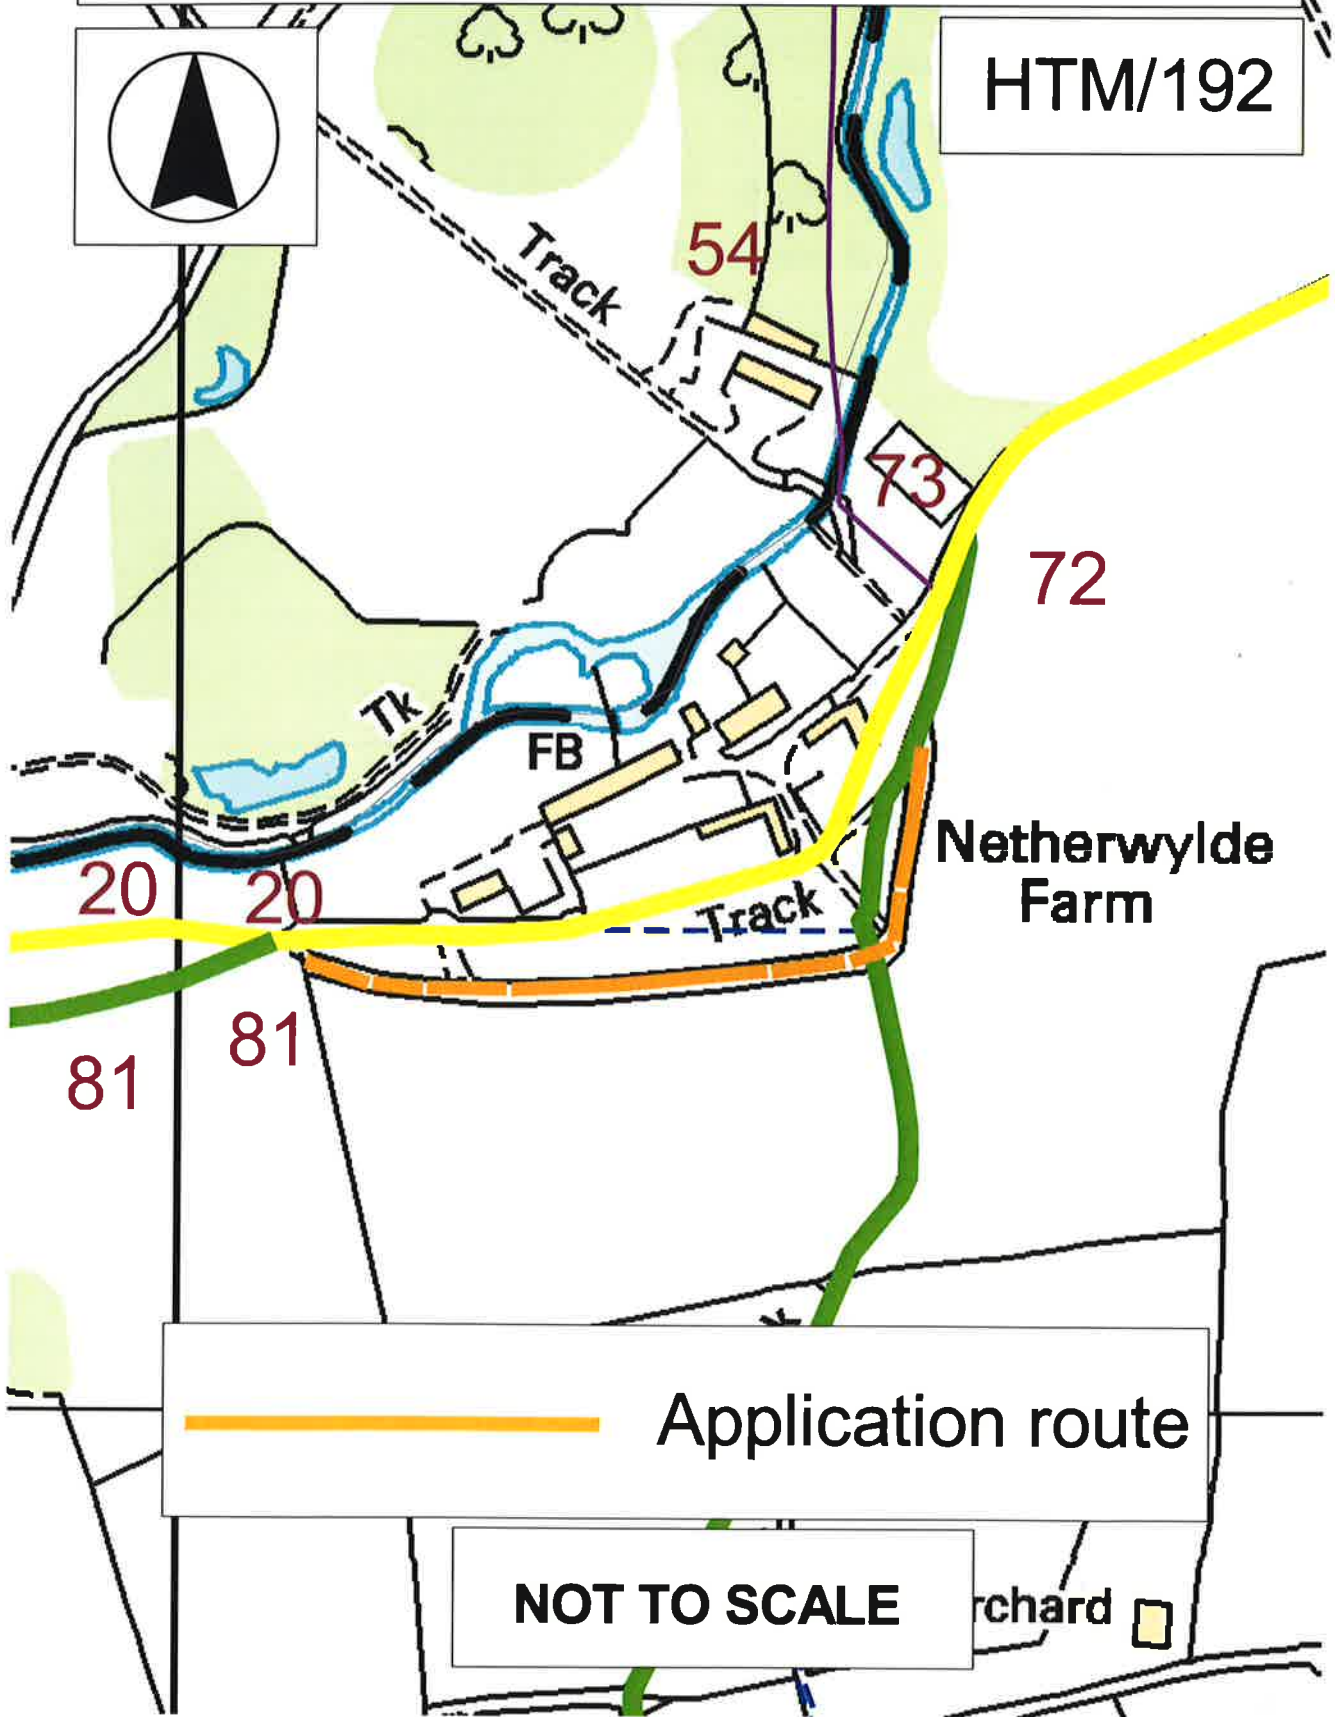 HTM/192
Track
54
73
72
Tk
FB
Netherwylde
Farm
20
20
Track
81
81
Application route
NOT TO SCALE
rchard